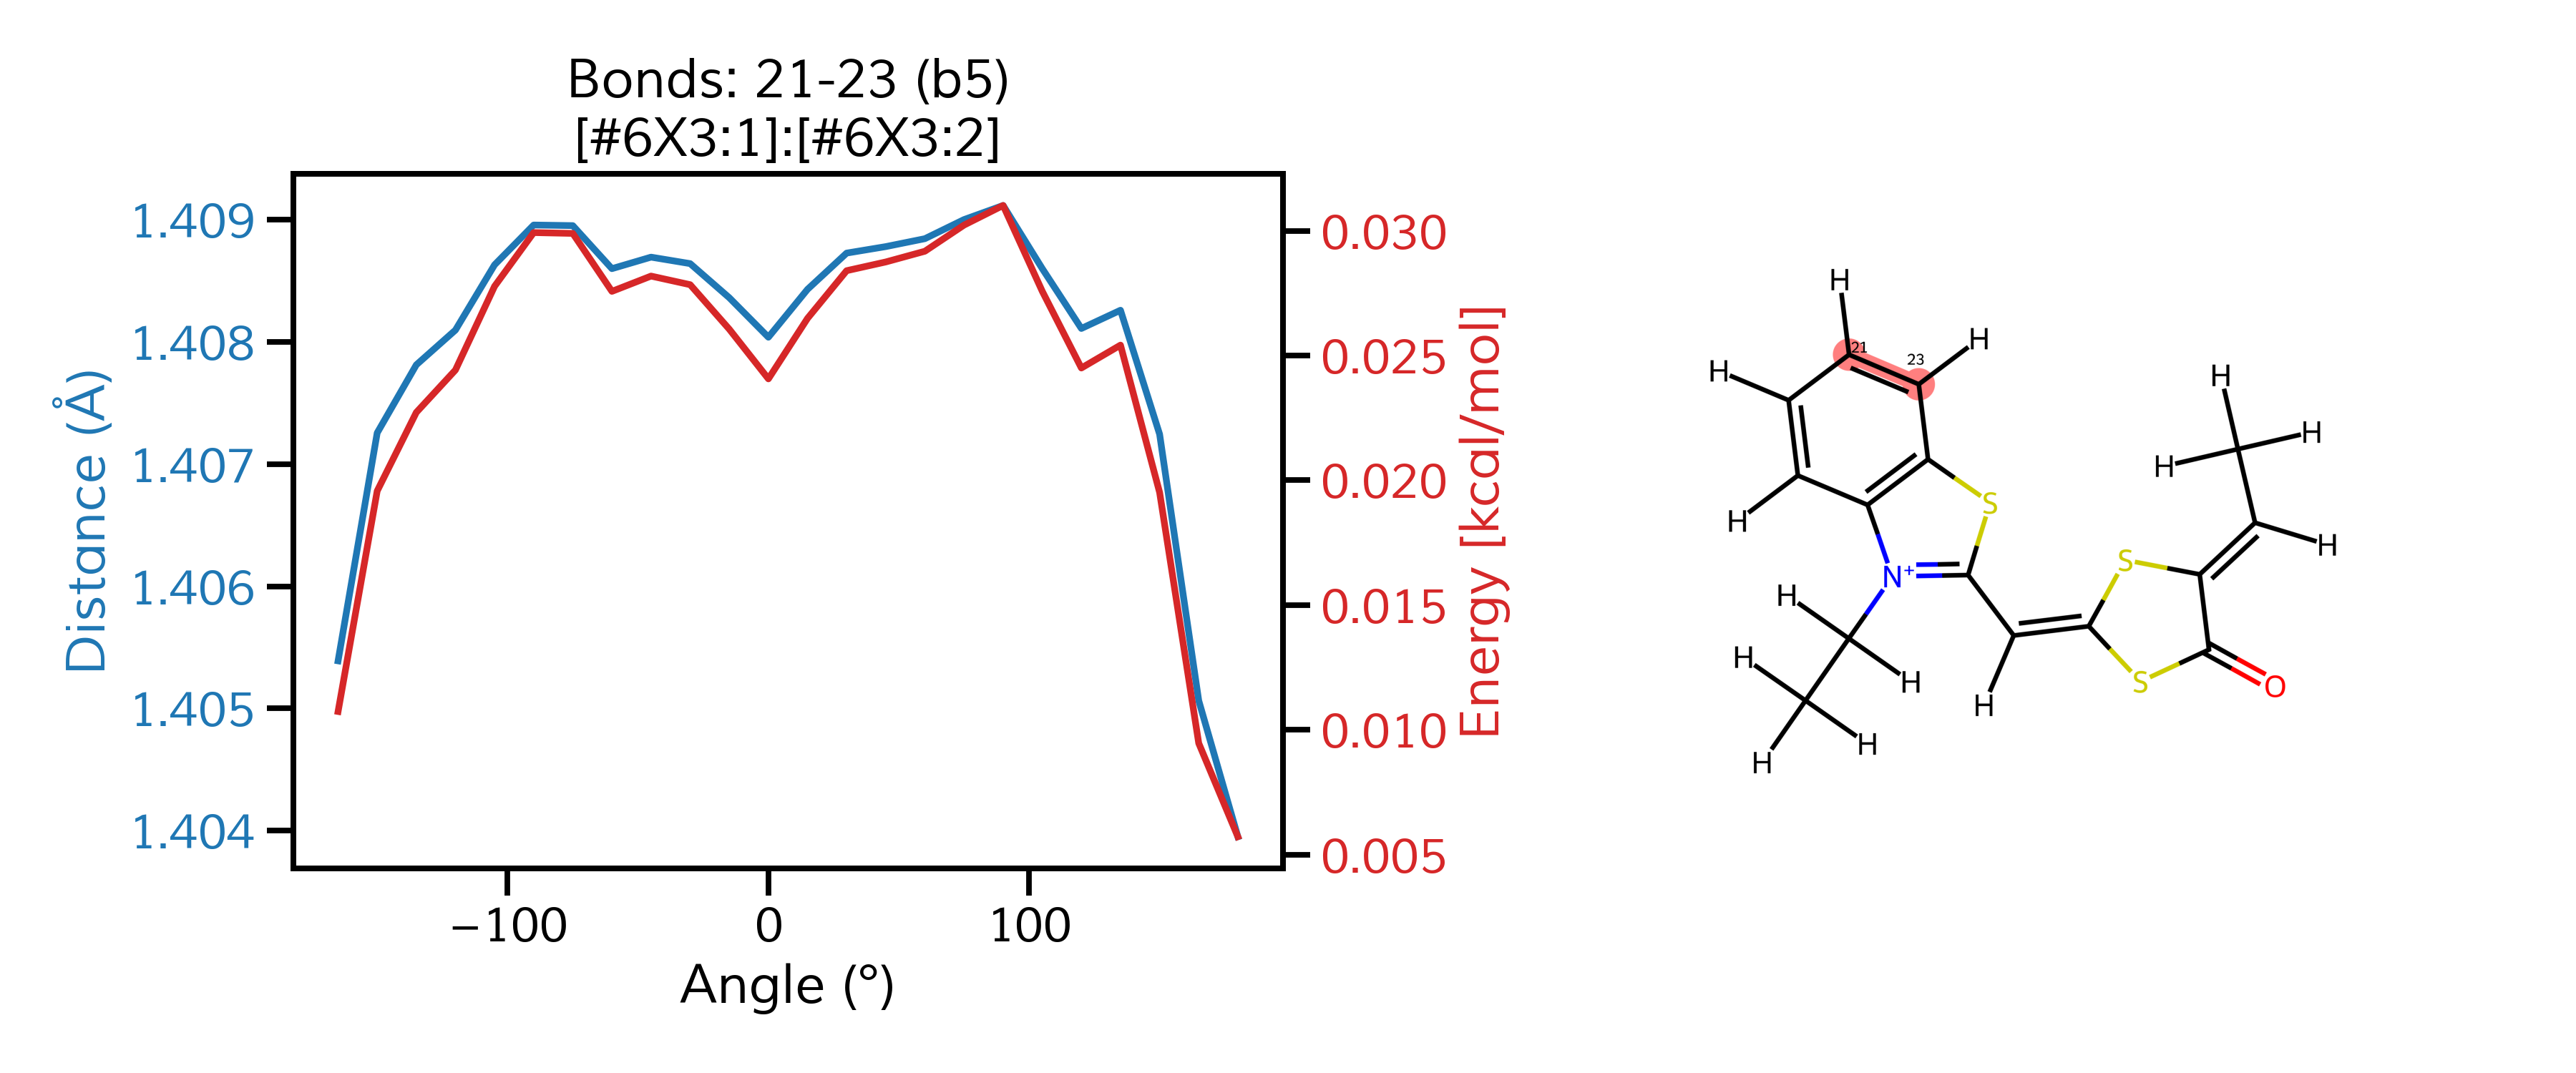 Bonds: 21-23 (b5)
[#6X3:1]:[#6X3:2]
1.409
1.408
1.407
1.406
1.405
1.404
Distance (Å)
0.030
0.025
0.020
0.015
0.010
0.005
Energy [kcal/mol]
−100
0
100
Angle (°)
H
H
21
23
H
H
H
H
H
S
S
N+
H
H
S
O
H
H
H
H
H